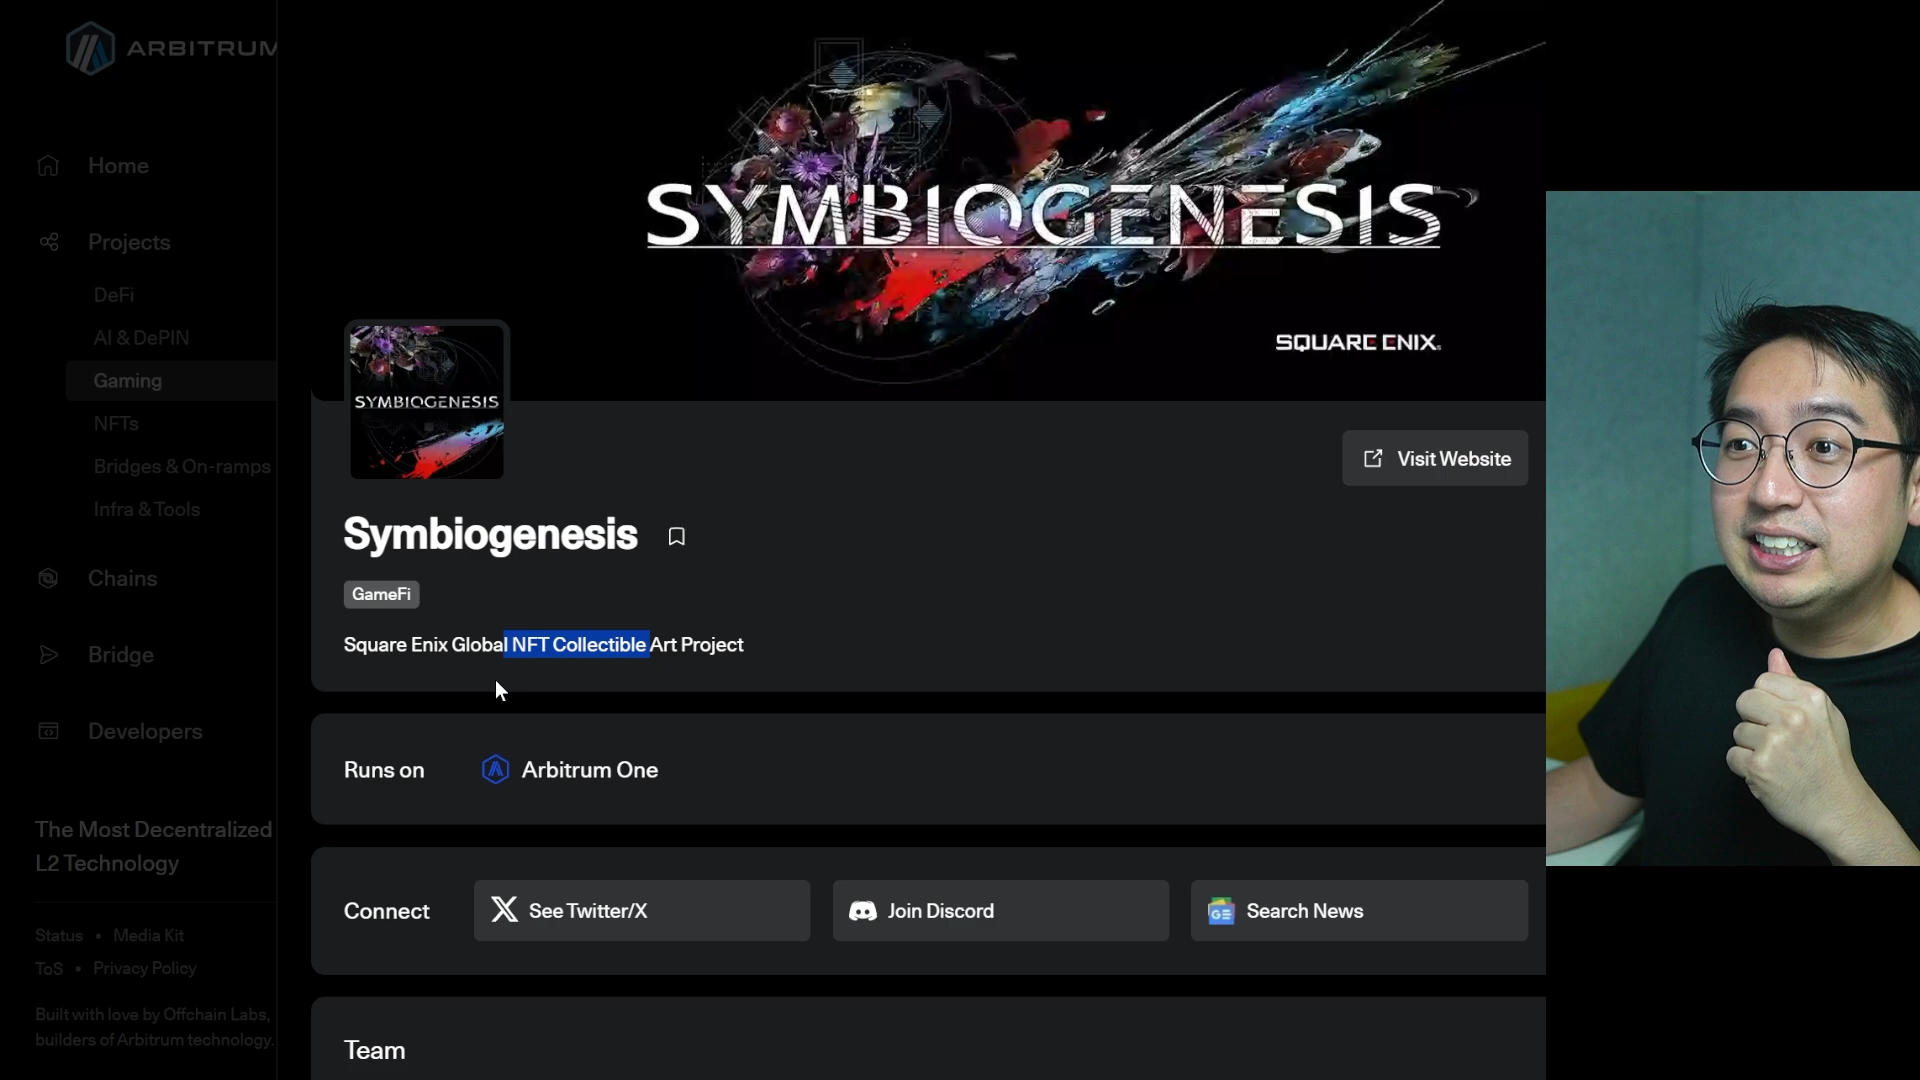 ARBITRUM
Home
Projects
DeFi
AI & DePIN
Gaming
NFTs
Bridges & On-ramps
Infra & Tools
Chains
Bridge
Developers
The Most Decentralized
L2 Technology
Status • Media Kit
ToS • Privacy Policy
Built with love by Offchain Labs,
builders of Arbitrum technology.
SYMBIOGENESIS
SQUARE ENIX.
SYMBIOGENESIS
Visit Website
Symbiogenesis
GameFi
Square Enix Global NFT Collectible Art Project
Runs on Arbitrum One
Connect See Twitter/X Join Discord GE Search News
Team